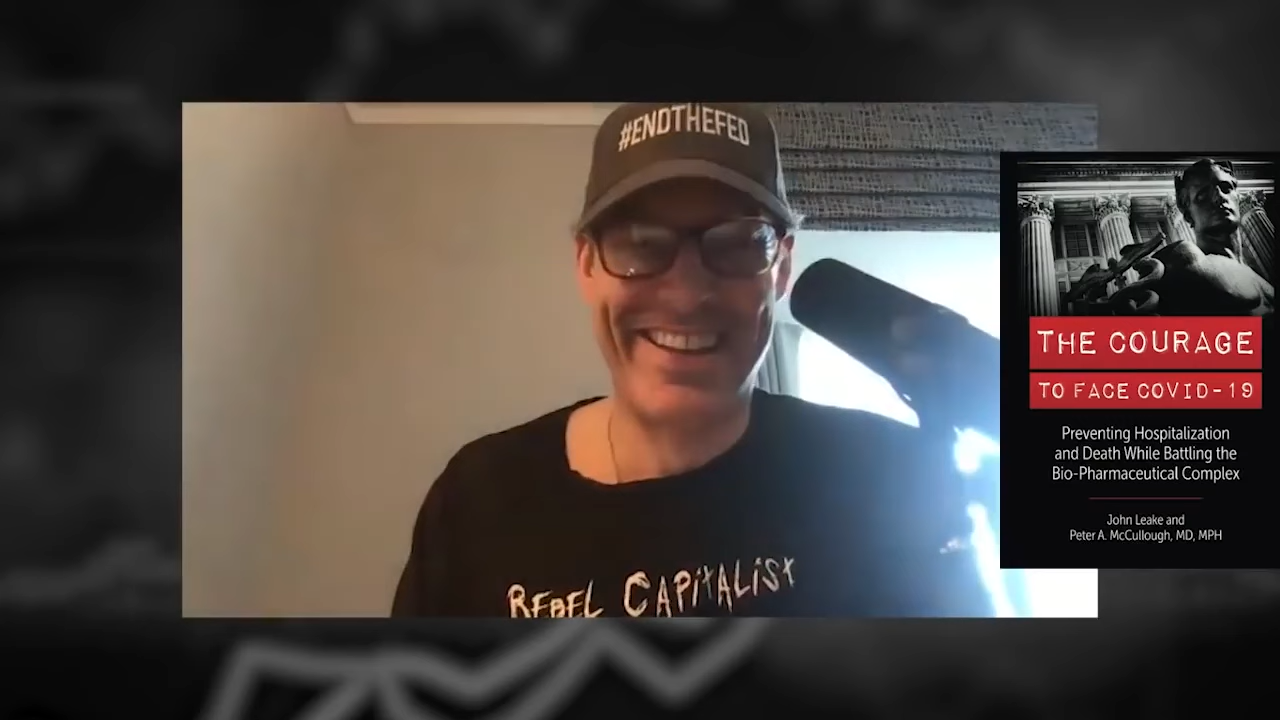 #ENDTHEFED
REBEL CAPITALIST
THE COURAGE
TO FACE COVID-19
Preventing Hospitalization
and Death While Battling the
Bio-Pharmaceutical Complex
John Leake and
Peter A. McCullough, MD, MPH